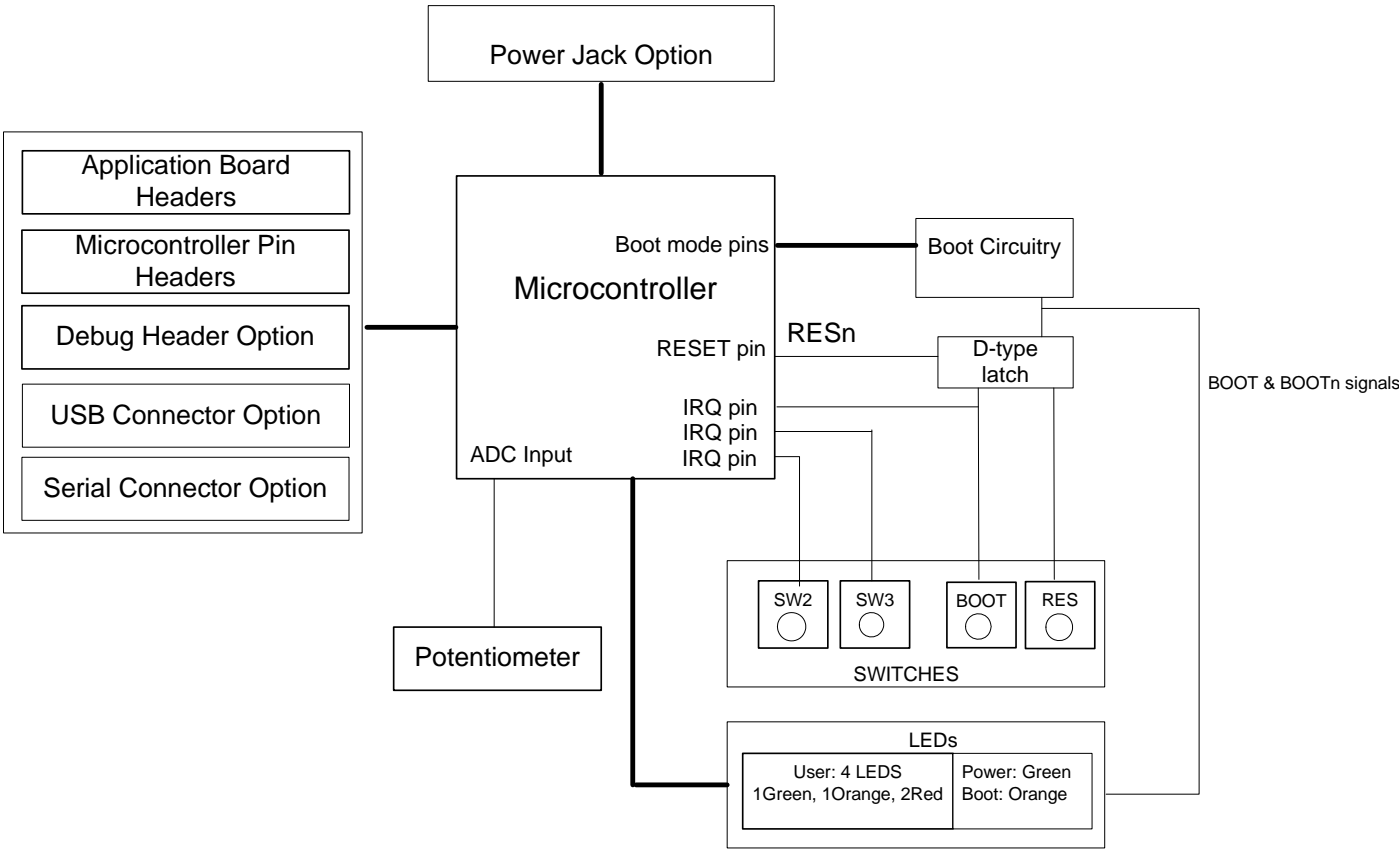 Power Jack Option
Application Board
Headers
Microcontroller Pin
Headers
Debug Header Option
USB Connector Option
Serial Connector Option
Boot mode pins
Microcontroller
RESET pin
IRQ pin
IRQ pin
IRQ pin
ADC Input
RESn
Boot Circuitry
D-type
latch
BOOT & BOOTn signals
Potentiometer
SW2
SW3
BOOT
RES
SWITCHES
LEDs
User: 4 LEDS
1Green, 1Orange, 2Red
Power: Green
Boot: Orange